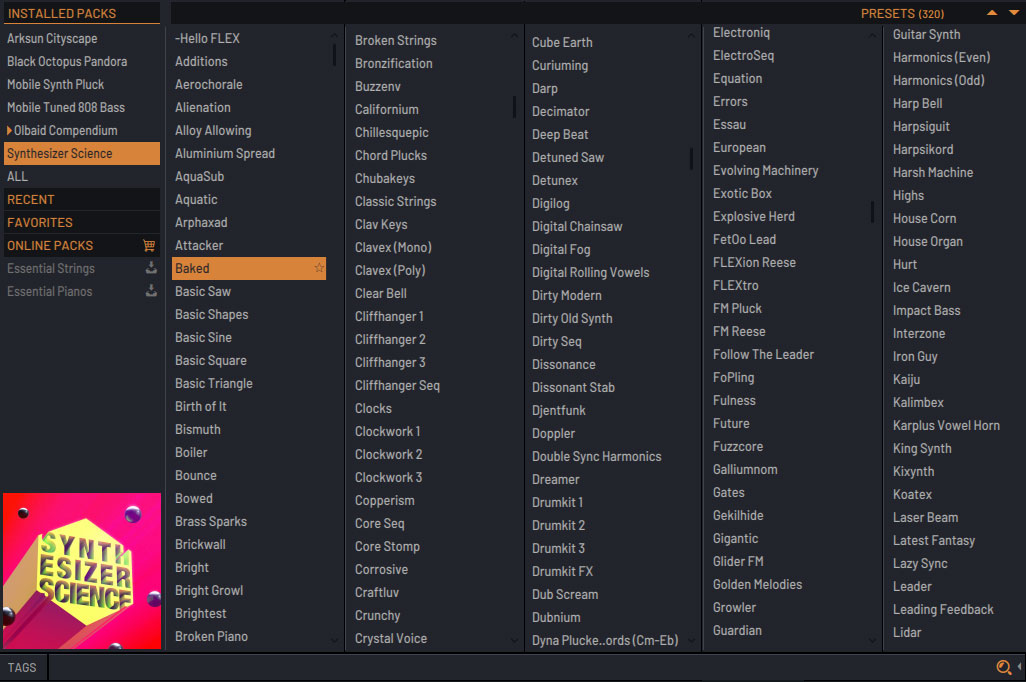 INSTALLED PACKS
PRESETS (320)
Arksun Cityscape
Black Octopus Pandora
Mobile Synth Pluck
Mobile Tuned 808 Bass
Olbaid Compendium
Synthesizer Science
ALL
RECENT
FAVORITES
ONLINE PACKS
Essential Strings
Essential Pianos
SYNTH
ESIZER
SCIENCE
~Hello FLEX
Additions
Aerochorale
Alienation
Alloy Allowing
Aluminium Spread
AquaSub
Aquatic
Arphaxad
Attacker
Baked
Basic Saw
Basic Shapes
Basic Sine
Basic Square
Basic Triangle
Birth of It
Bismuth
Boiler
Bounce
Bowed
Brass Sparks
Brickwall
Bright
Bright Growl
Brightest
Broken Piano
Broken Strings
Bronzification
Buzzenv
Californium
Chillesquepic
Chord Plucks
Chubakeys
Classic Strings
Clav Keys
Clavex (Mono)
Clavex (Poly)
Clear Bell
Cliffhanger 1
Cliffhanger 2
Cliffhanger 3
Cliffhanger Seq
Clocks
Clockwork 1
Clockwork 2
Clockwork 3
Copperism
Core Seq
Core Stomp
Corrosive
Craftluv
Crunchy
Crystal Voice
Cube Earth
Curiuming
Darp
Decimator
Deep Beat
Detuned Saw
Detunex
Digilog
Digital Chainsaw
Digital Fog
Digital Rolling Vowels
Dirty Modern
Dirty Old Synth
Dirty Seq
Dissonance
Dissonant Stab
Djentfunk
Doppler
Double Sync Harmonics
Dreamer
Drumkit 1
Drumkit 2
Drumkit 3
Drumkit FX
Dub Scream
Dubnium
Dyna Plucke..ords (Cm-Eb)
Electroniq
ElectroSeq
Equation
Errors
Essau
European
Evolving Machinery
Exotic Box
Explosive Herd
FetOo Lead
FLEXion Reese
FLEXtro
FM Pluck
FM Reese
Follow The Leader
FoPling
Fulness
Future
Fuzzcore
Galliumnom
Gates
Gekilhide
Gigantic
Glider FM
Golden Melodies
Growler
Guardian
Guitar Synth
Harmonics (Even)
Harmonics (Odd)
Harp Bell
Harpsiguit
Harpsikord
Harsh Machine
Highs
House Corn
House Organ
Hurt
Ice Cavern
Impact Bass
Interzone
Iron Guy
Kaiju
Kalimbex
Karplus Vowel Horn
King Synth
Kixynth
Koatex
Laser Beam
Latest Fantasy
Lazy Sync
Leader
Leading Feedback
Lidar
TAGS